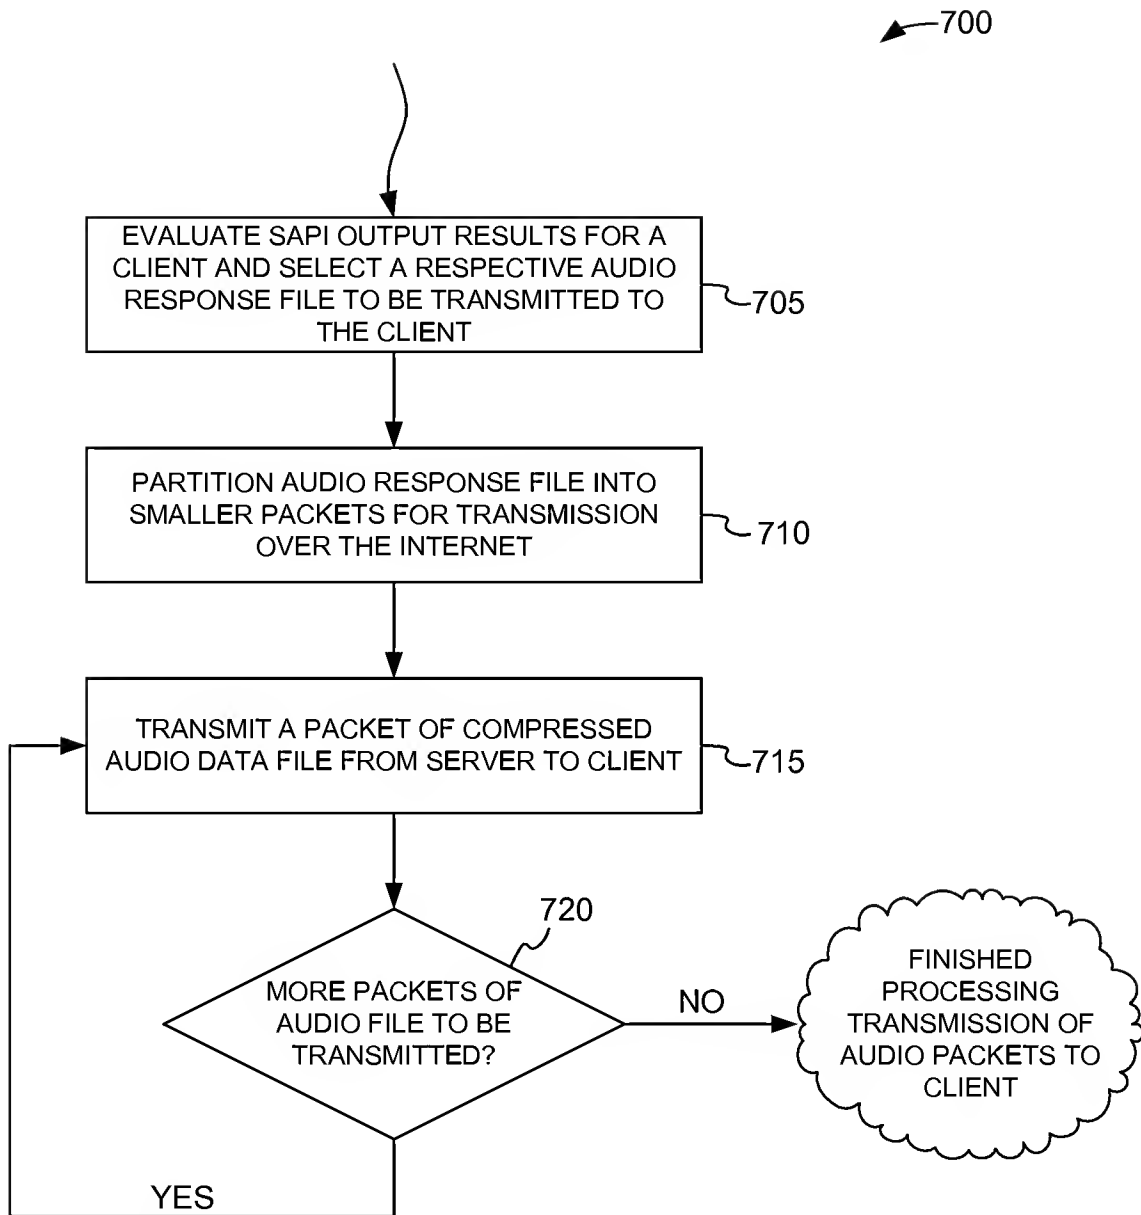 700
EVALUATE SAPI OUTPUT RESULTS FOR A
CLIENT AND SELECT A RESPECTIVE AUDIO
RESPONSE FILE TO BE TRANSMITTED TO
THE CLIENT
705
PARTITION AUDIO RESPONSE FILE INTO
SMALLER PACKETS FOR TRANSMISSION
OVER THE INTERNET
710
TRANSMIT A PACKET OF COMPRESSED
AUDIO DATA FILE FROM SERVER TO CLIENT
715
720
MORE PACKETS OF
AUDIO FILE TO BE
TRANSMITTED?
NO
FINISHED
PROCESSING
TRANSMISSION OF
AUDIO PACKETS TO
CLIENT
YES